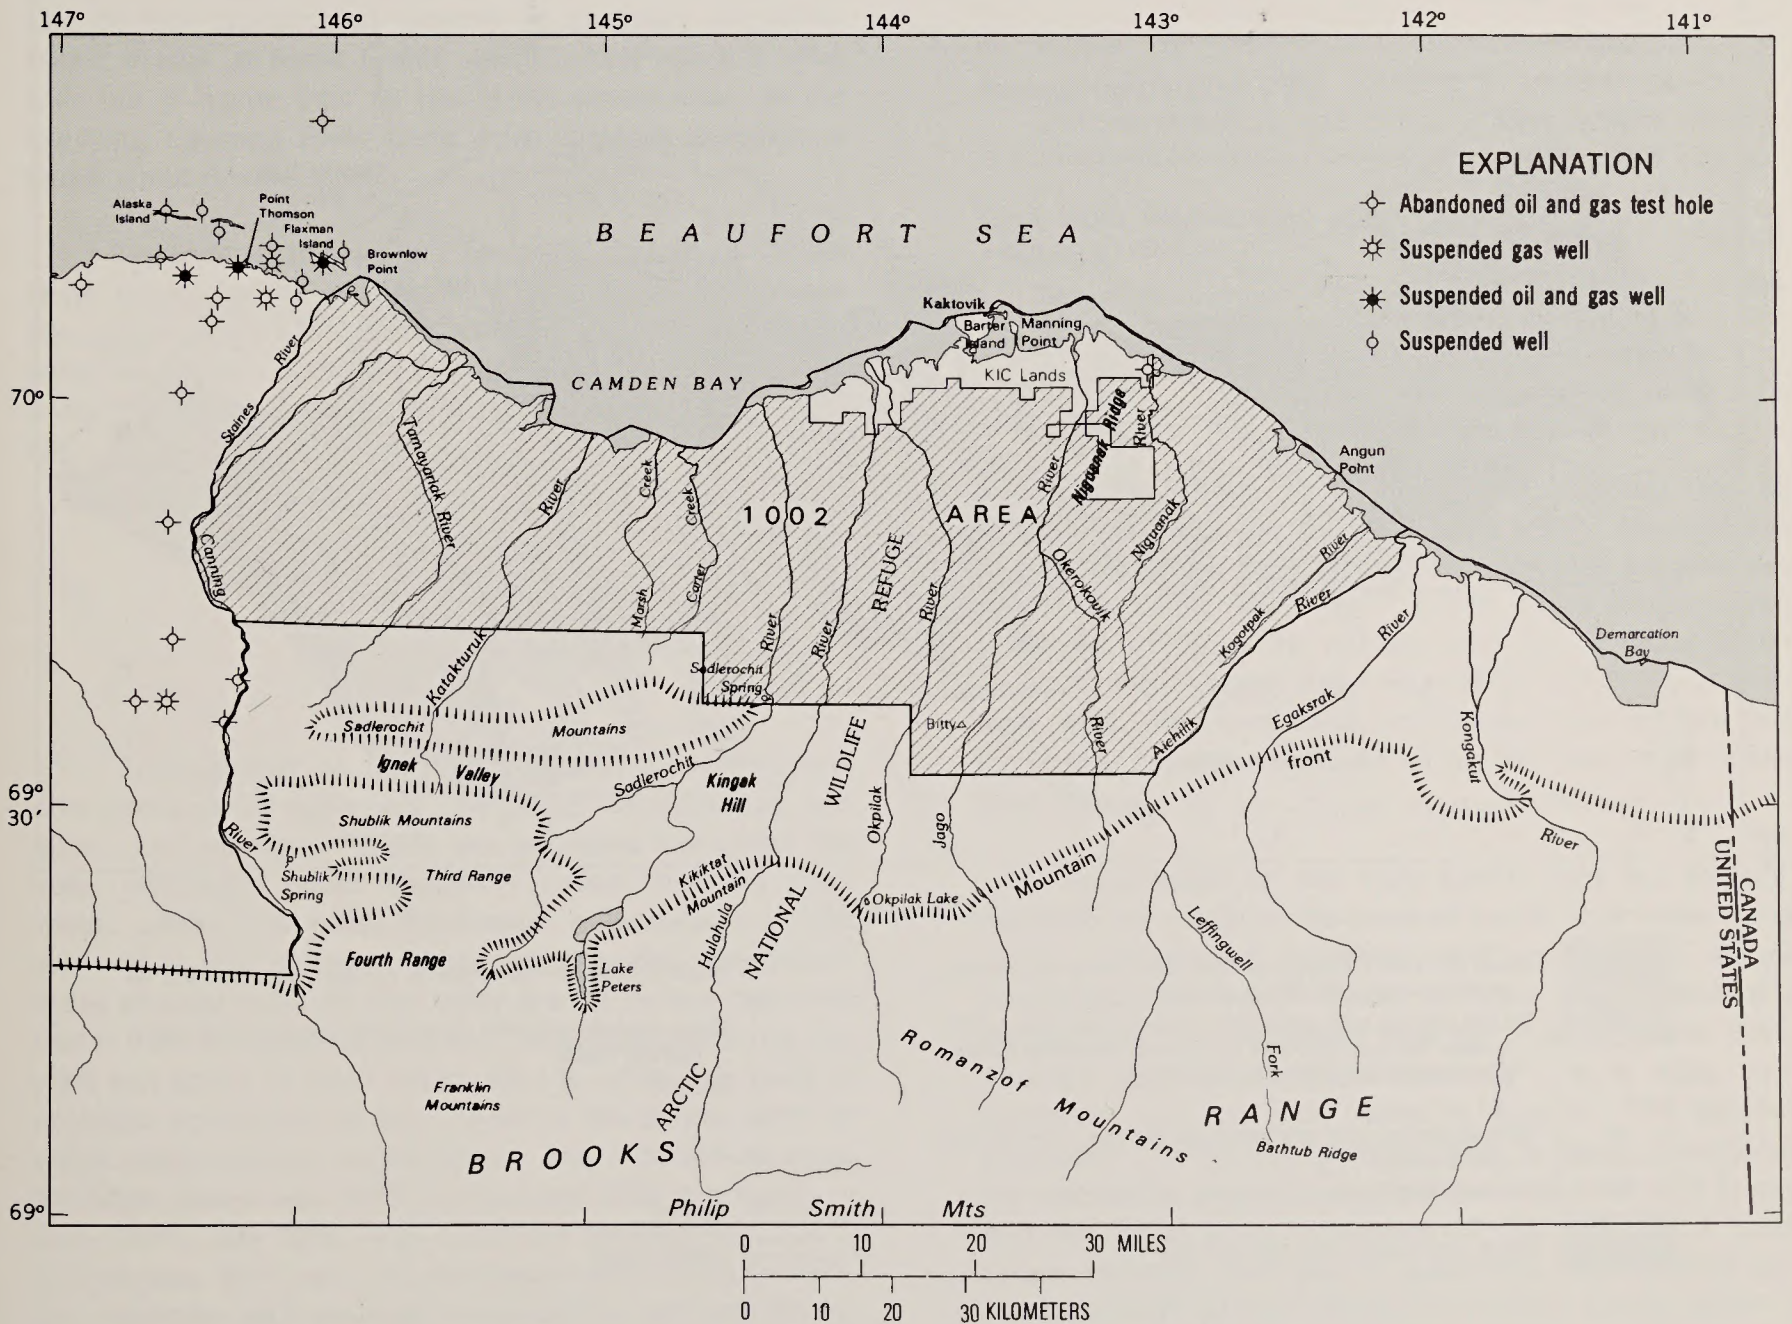 147°
146°
145°
144°
143°
142°
141°
EXPLANATION
Abandoned oil and gas test hole
Suspended gas well
Suspended oil and gas well
Suspended well
Alaska
Island
Point
Thomson
Flaxman
Island
Brownlow
Point
BEAUFORT SEA
Kaktovik
Barter
Island
Manning
Point
KIC Lands
CAMDEN BAY
70°
Staines
River
Canning
Tamayariak River
River
Katakturuk
Creek
Marsh
Creek
Carter
1002
AREA
River
River
REFUGE
River
River
Okerokovik
River
Niguanak Ridge
River
Niguanak
Angun
Point
River
Kogotpak
River
Aichilik
River
Egaksrak
Kongakut
River
Demarcation
Bay
Sadlerochit
Spring
Sadlerochit
Mountains
Ignek
Valley
Sadlerochit
Kingak
Hill
WILDLIFE
Okpilak
Bitty
Jago
front
Mountain
69°
30'
Shublik Mountains
River
Shublik
Spring
Third Range
Kikiktat
Mountain
Hulahula
NATIONAL
Okpilak Lake
Leffingwell
Fork
Fourth Range
Lake
Peters
CANADA
UNITED STATES
Franklin
Mountains
ARCTIC
Romanzof
Mountains
BROOKS
RANGE
Bathtub Ridge
69°
Philip Smith Mts
0 10 20 30 MILES
0 10 20 30 KILOMETERS